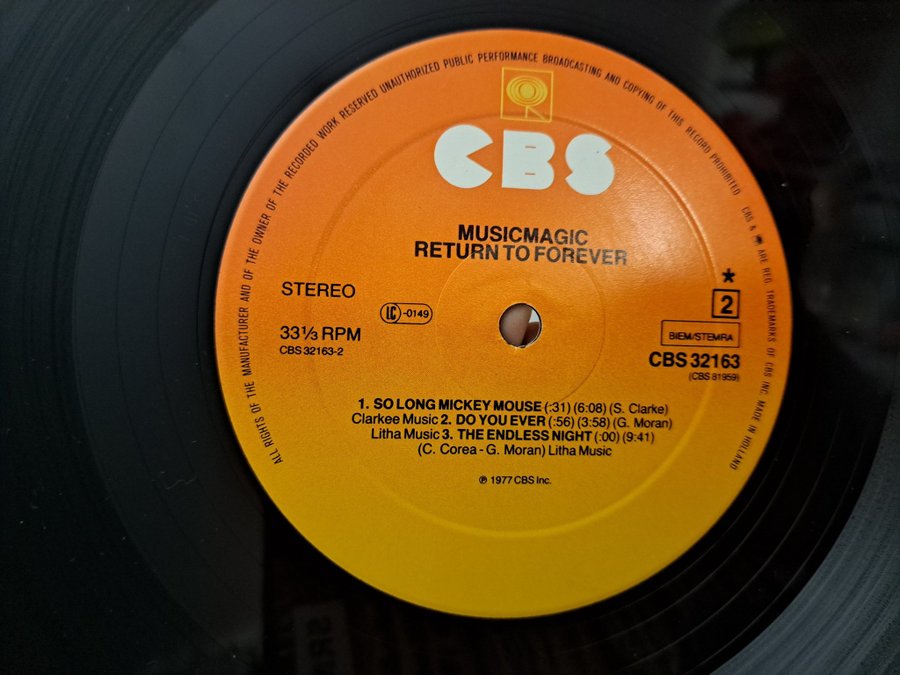 ALL RIGHTS OF THE MANUFACTURER AND OF THE OWNER OF THE RECORDED WORK RESERVED UNAUTHORIZED PUBLIC PERFORMANCE BROADCASTING AND COPYING OF THIS RECORD PROHIBITED
CBS & ARE REG. TRADEMARKS OF CBS INC. MADE IN HOLLAND
CBS
MUSICMAGIC
RETURN TO FOREVER
STEREO
LC -0149
33⅓ RPM
CBS 32163-2
*
2
BIEM/STEMRA
CBS 32163
(CBS 81959)
1. SO LONG MICKEY MOUSE (:31) (6:08) (S. Clarke)
Clarkee Music 2. DO YOU EVER (:56) (3:58) (G. Moran)
Litha Music 3. THE ENDLESS NIGHT (:00) (9:41)
(C. Corea - G. Moran) Litha Music
℗ 1977 CBS Inc.